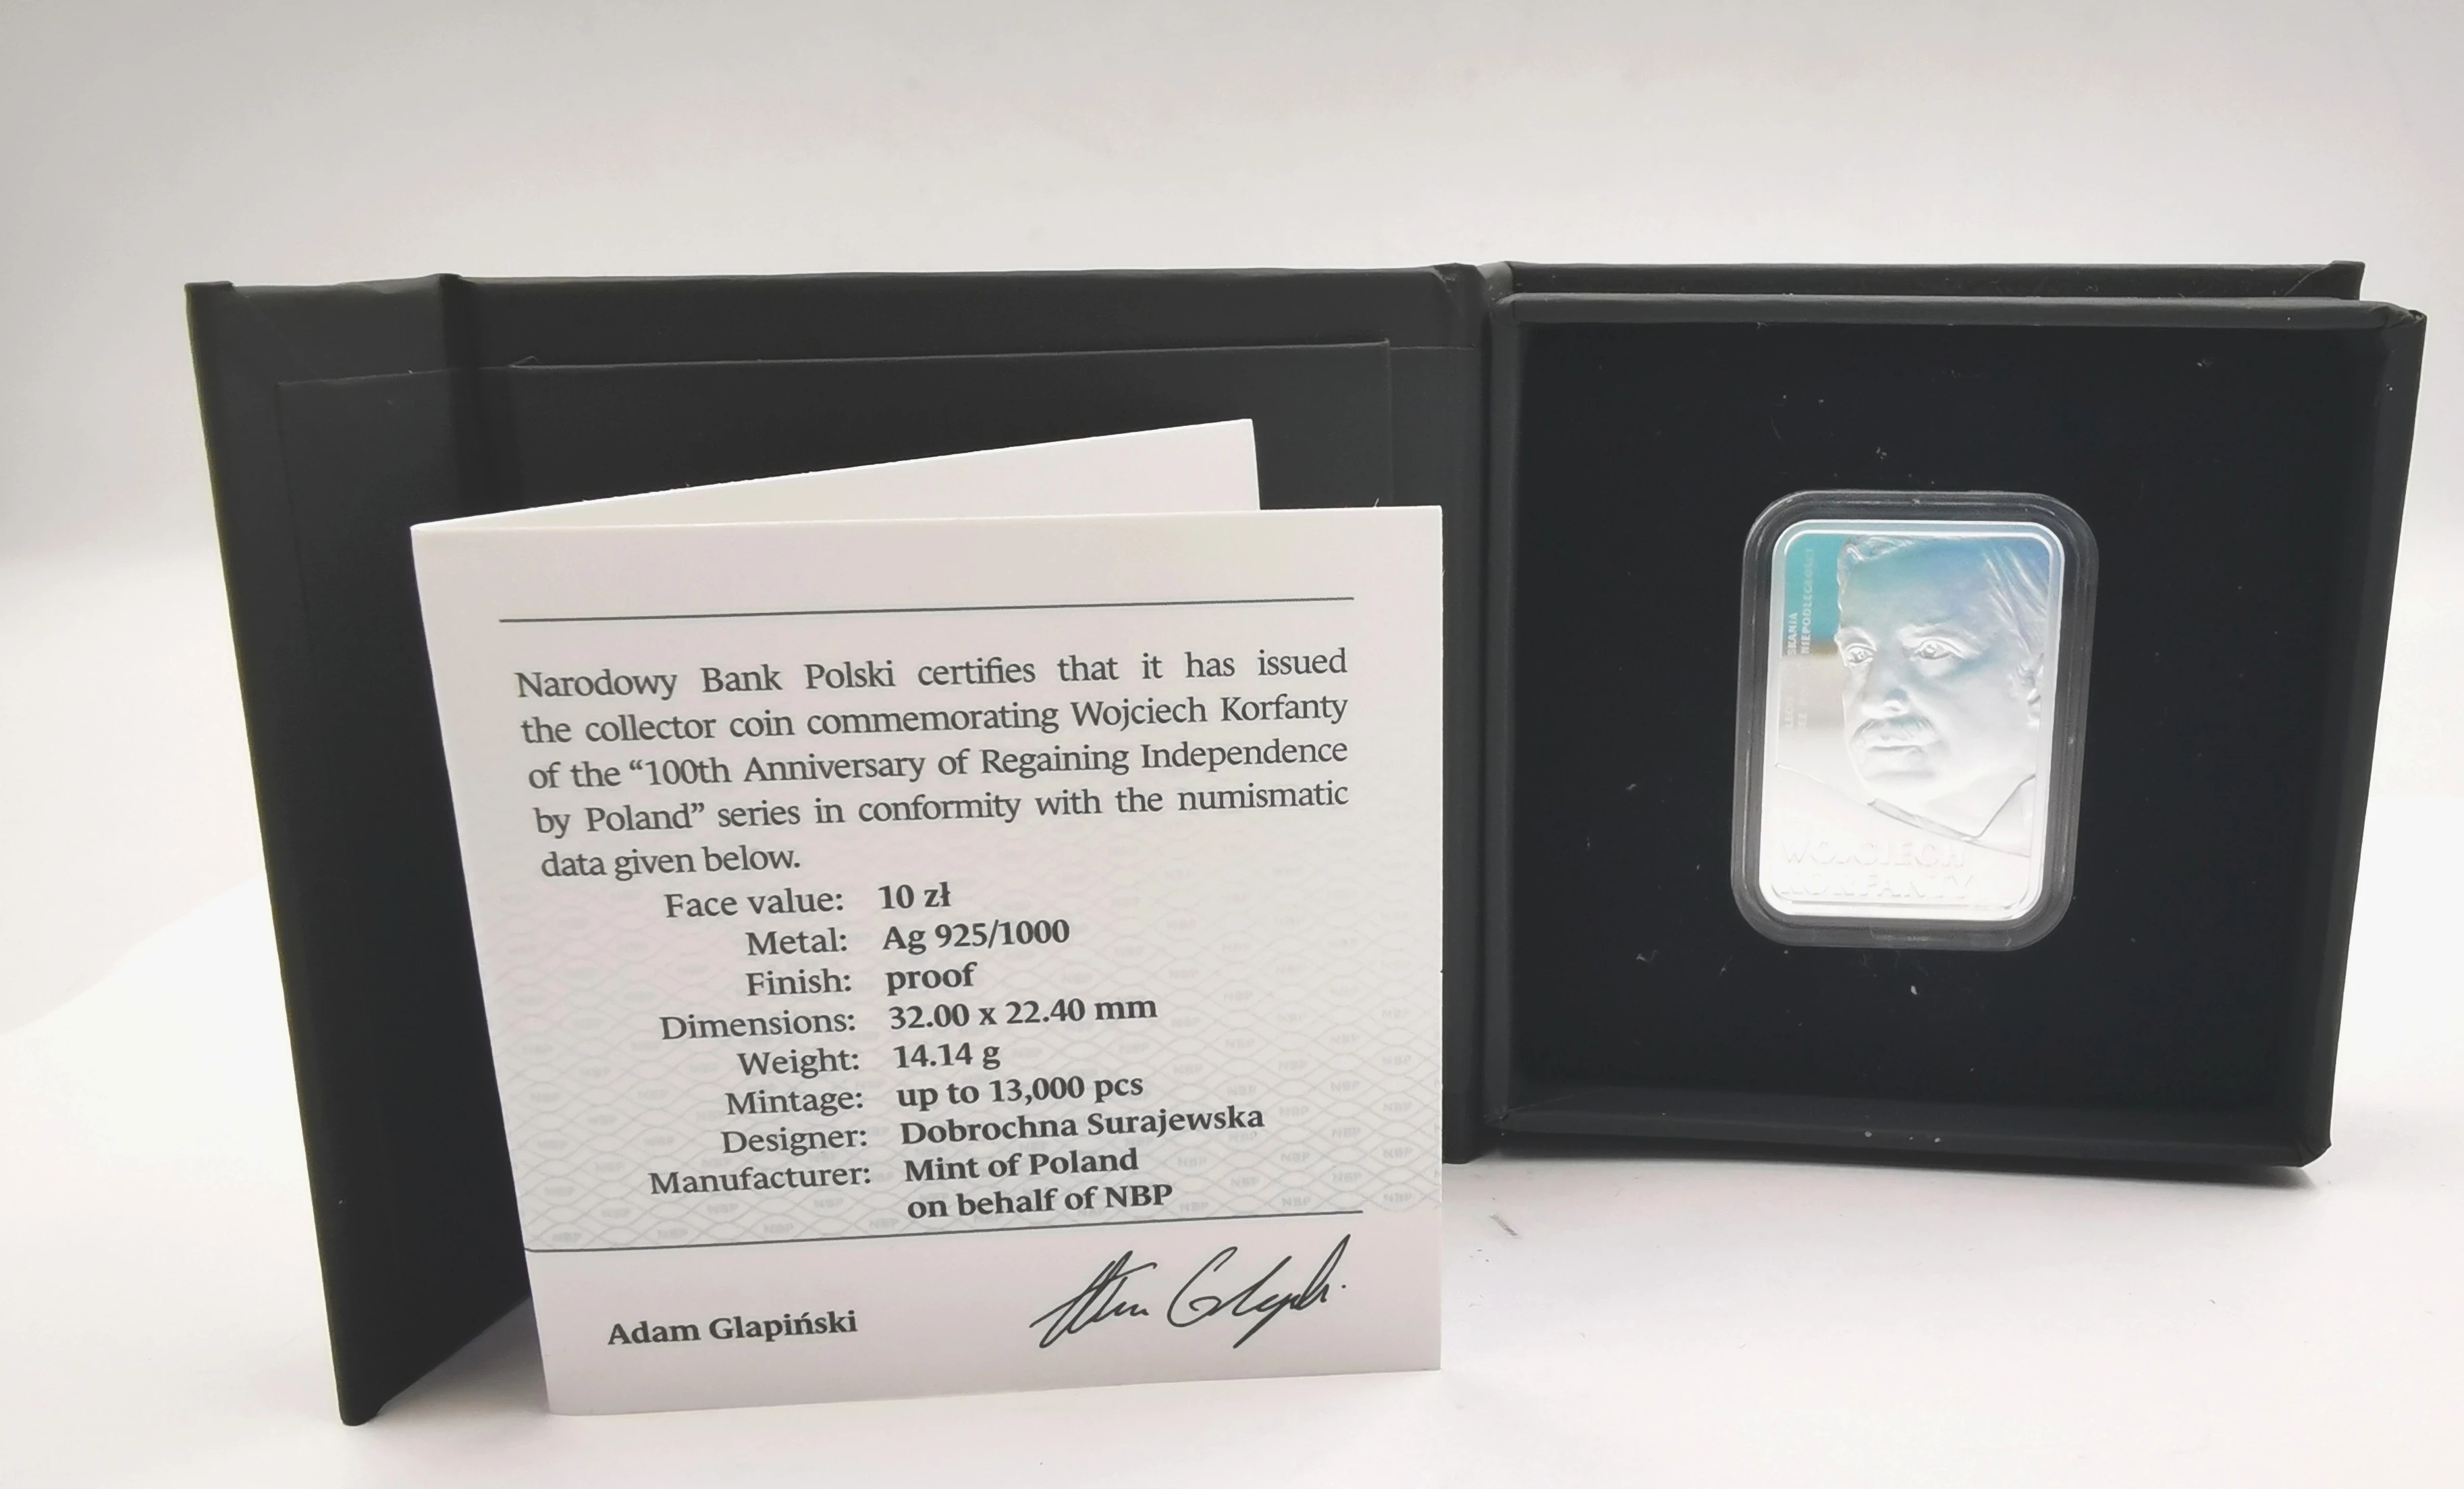 Narodowy Bank Polski certifies that it has issued
the collector coin commemorating Wojciech Korfanty
of the “100th Anniversary of Regaining Independence
by Poland” series in conformity with the numismatic
data given below.
Face value: 10 zł
Metal: Ag 925/1000
Finish: proof
Dimensions: 32.00 x 22.40 mm
Weight: 14.14 g
Mintage: up to 13,000 pcs
Designer: Dobrochna Surajewska
Manufacturer: Mint of Poland
on behalf of NBP
Adam Glapiński
NIEPODLEGŁOŚCI
WOJCIECH
KORFANTY